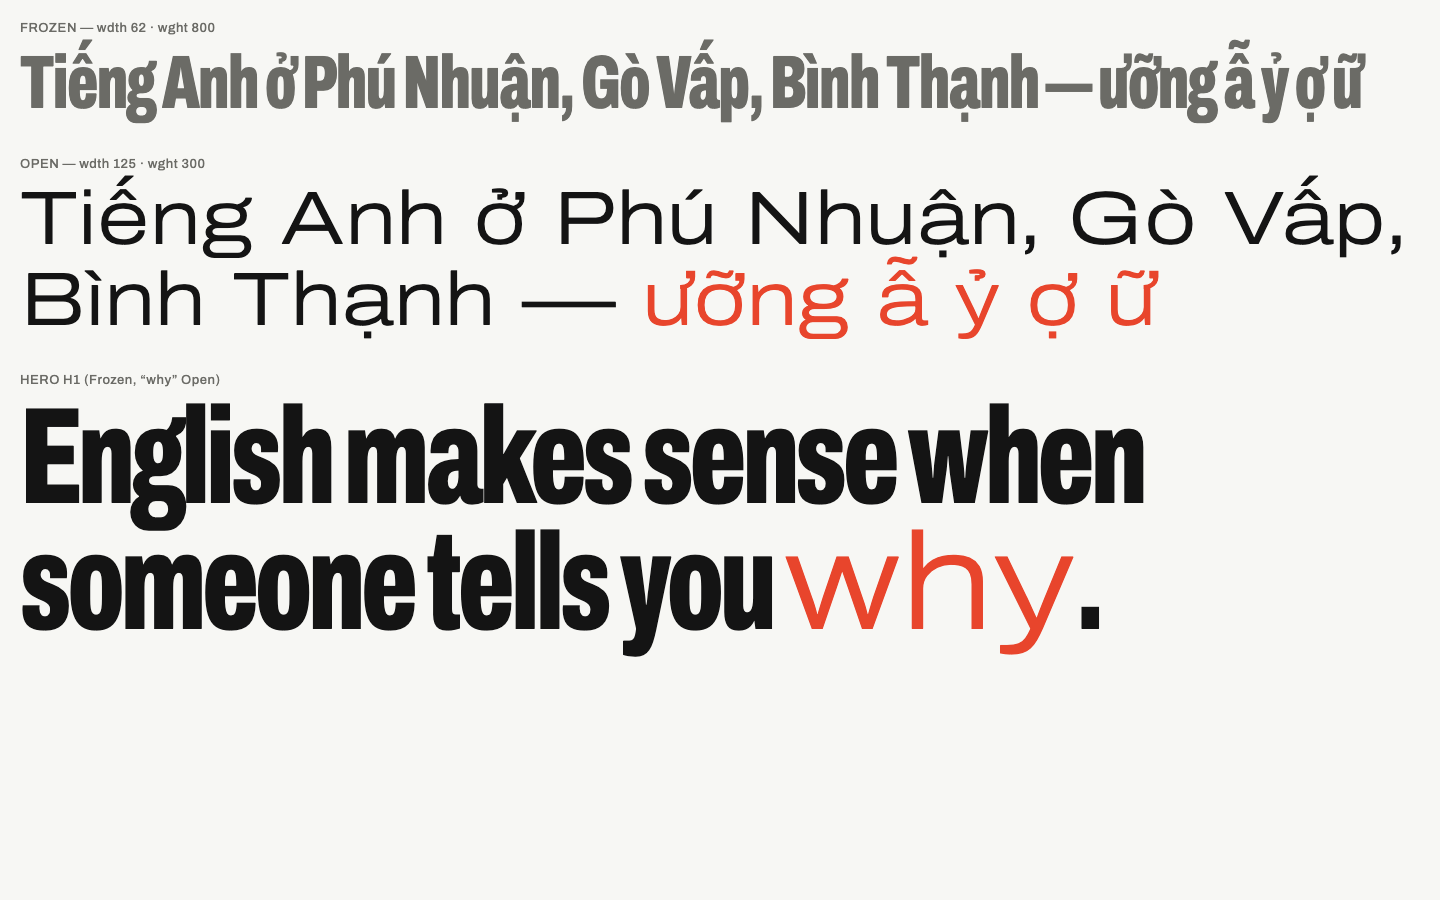 FROZEN — wdth 62 · wght 800
Tiếng Anh ở Phú Nhuận, Gò Vấp, Bình Thạnh — ưỡng ẫ ỷ ợ ữ
OPEN — wdth 125 · wght 300
Tiếng Anh ở Phú Nhuận, Gò Vấp,
Bình Thạnh — ưỡng ẫ ỷ ợ ữ
HERO H1 (Frozen, “why” Open)
English makes sense when
someone tells you why.